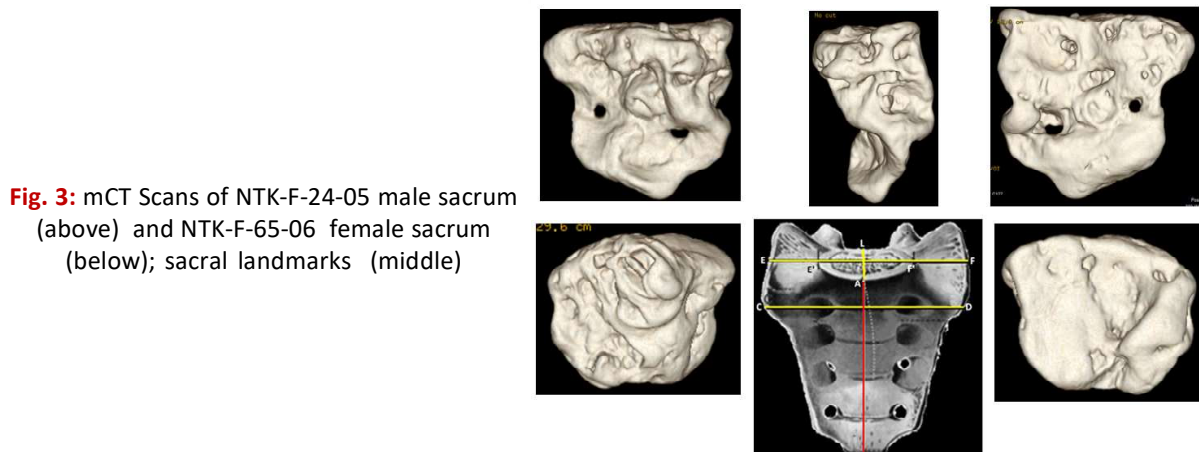 Fig. 3: mCT Scans of NTK-F-24-05 male sacrum
(above) and NTK-F-65-06 female sacrum
(below); sacral landmarks (middle)
No cut
29.6 cm
L
E
F
E'
F'
A
C
D